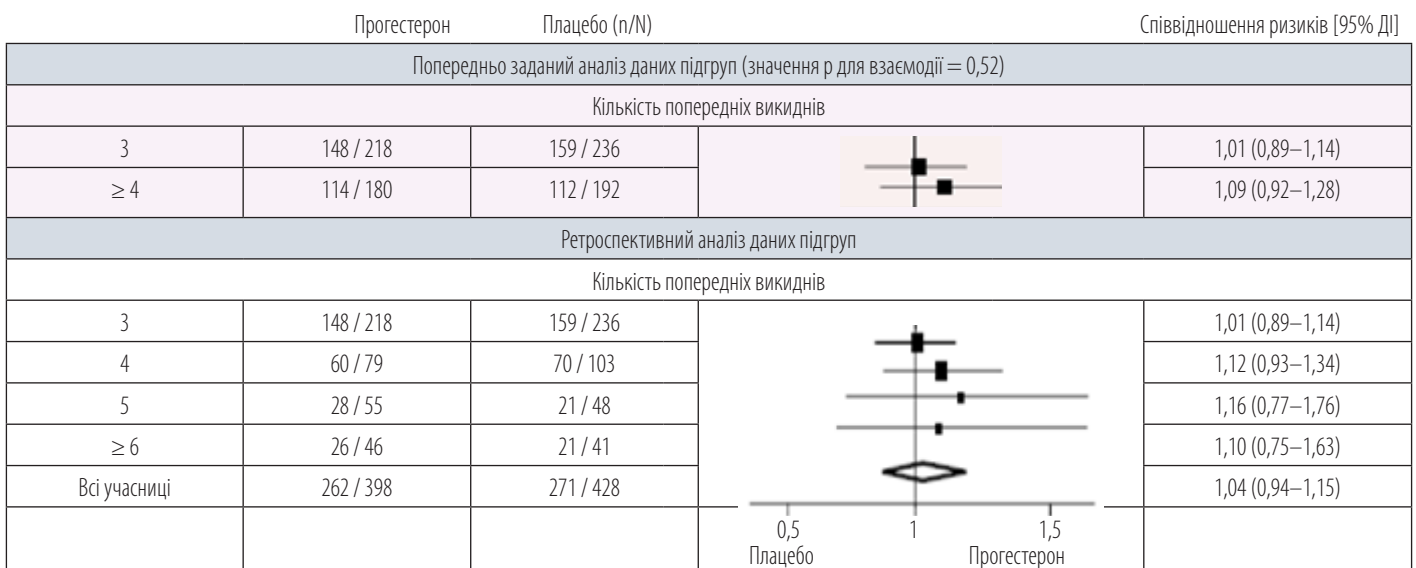 Прогестерон Плацебо (n/N) Співвідношення ризиків [95% ДІ]
Попередньо заданий аналіз даних підгруп (значення р для взаємодії = 0,52)
Кількість попередніх викиднів
3 148 / 218 159 / 236 1,01 (0,89–1,14)
≥ 4 114 / 180 112 / 192 1,09 (0,92–1,28)
Ретроспективний аналіз даних підгруп
Кількість попередніх викиднів
3 148 / 218 159 / 236 1,01 (0,89–1,14)
4 60 / 79 70 / 103 1,12 (0,93–1,34)
5 28 / 55 21 / 48 1,16 (0,77–1,76)
≥ 6 26 / 46 21 / 41 1,10 (0,75–1,63)
Всі учасниці 262 / 398 271 / 428 1,04 (0,94–1,15)
0,5 1 1,5
Плацебо Прогестерон